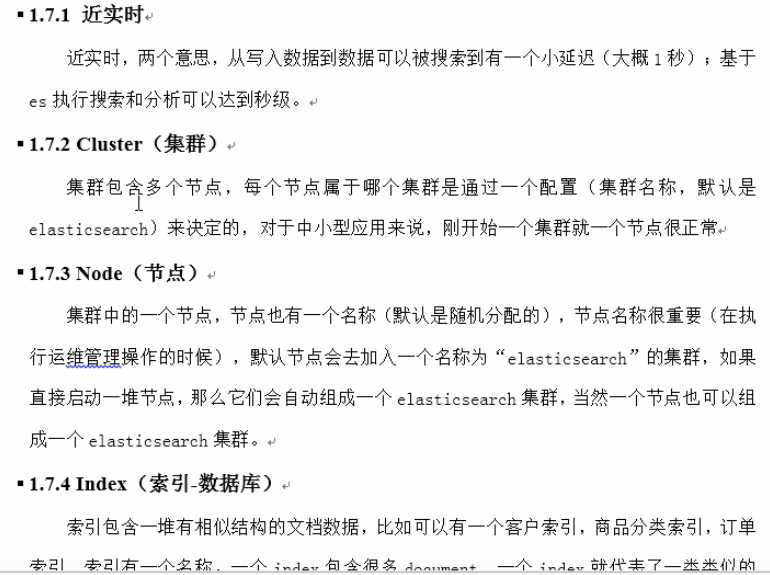 1.7.1 近实时
近实时，两个意思，从写入数据到数据可以被搜索到有一个小延迟（大概 1 秒）；基于
es 执行搜索和分析可以达到秒级。
1.7.2 Cluster（集群）
集群包含多个节点，每个节点属于哪个集群是通过一个配置（集群名称，默认是
elasticsearch）来决定的，对于中小型应用来说，刚开始一个集群就一个节点很正常
1.7.3 Node（节点）
集群中的一个节点，节点也有一个名称（默认是随机分配的），节点名称很重要（在执
行运维管理操作的时候），默认节点会去加入一个名称为“elasticsearch”的集群，如果
直接启动一堆节点，那么它们会自动组成一个 elasticsearch 集群，当然一个节点也可以组
成一个 elasticsearch 集群。
1.7.4 Index（索引-数据库）
索引包含一堆有相似结构的文档数据，比如可以有一个客户索引，商品分类索引，订单
索引，索引有一个名称。一个 index 包含很多 document，一个 index 就代表了一类类似的